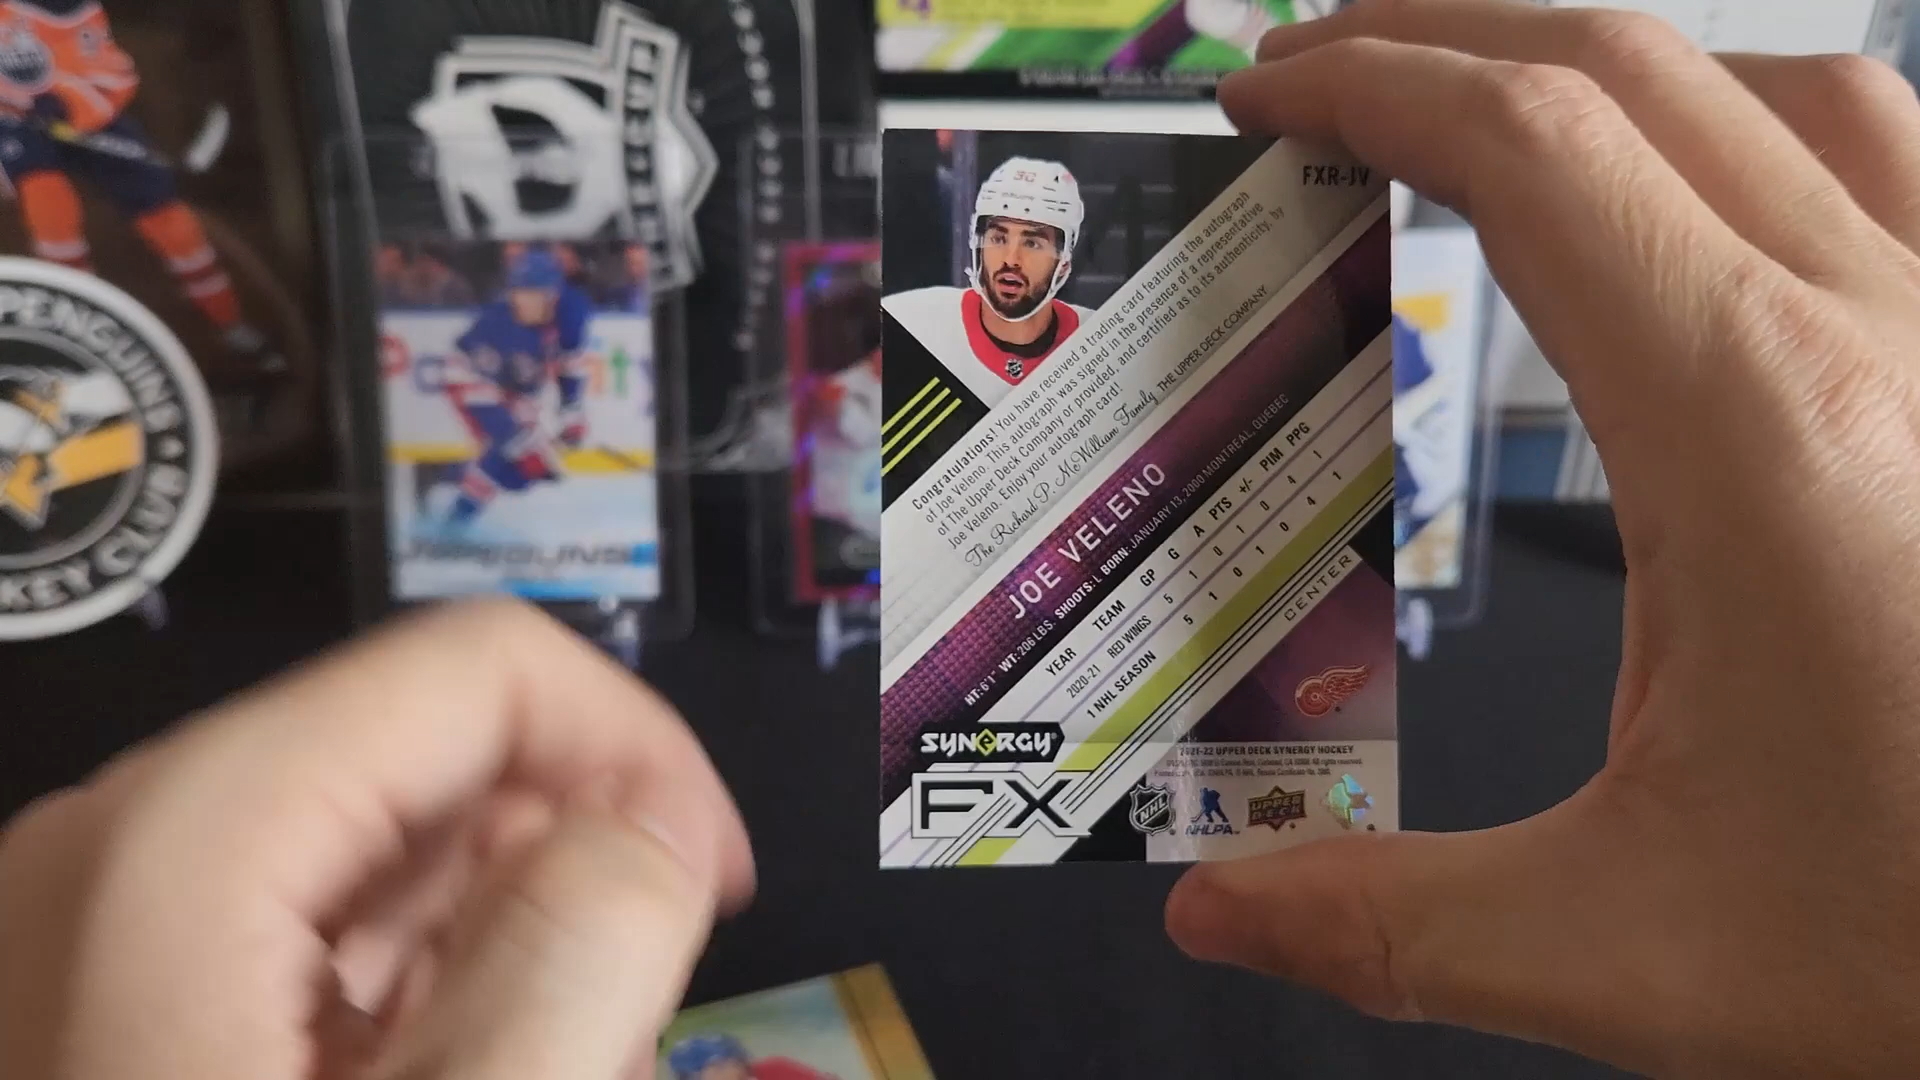 FXR-JV
Congratulations! You have received a trading card featuring the autograph
of Joe Veleno. This autograph was signed in the presence of a representative
of The Upper Deck Company or provided, and certified as to its authenticity, by
Joe Veleno. Enjoy your autograph card!
The Richard P. McWilliam Family, THE UPPER DECK COMPANY
JOE VELENO
HT: 6'1" WT: 206 LBS. SHOOTS: L BORN: JANUARY 13, 2000 MONTREAL, QUEBEC
YEAR TEAM GP G A PTS +/- PIM PPG
2020-21 RED WINGS 5 1 0 1 0 4 1
1 NHL SEASON 5 1 0 1 0 4 1
CENTER
SYNERGY
FX
2021-22 UPPER DECK SYNERGY HOCKEY
NHL
NHLPA
UPPER DECK
PENGUINS
KEY CLUB